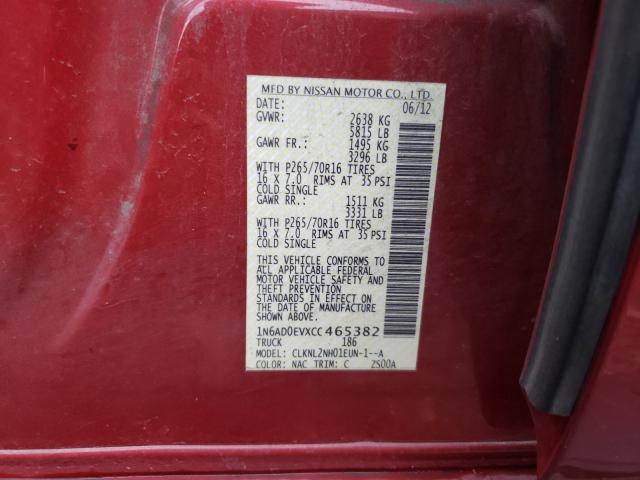 MFD BY NISSAN MOTOR CO., LTD.
DATE: 06/12
GVWR: 2638 KG
5815 LB
GAWR FR.: 1495 KG
3296 LB
WITH P265/70R16 TIRES
16 X 7.0 RIMS AT 35 PSI
COLD SINGLE
GAWR RR.: 1511 KG
3331 LB
WITH P265/70R16 TIRES
16 X 7.0 RIMS AT 35 PSI
COLD SINGLE
THIS VEHICLE CONFORMS TO
ALL APPLICABLE FEDERAL
MOTOR VEHICLE SAFETY AND
THEFT PREVENTION
STANDARDS IN EFFECT ON
THE DATE OF MANUFACTURE
SHOWN ABOVE
1N6AD0EVXCC465382
TRUCK 186
MODEL: CLKNL2NH01EUN-1--A
COLOR: NAC TRIM: C ZS00A